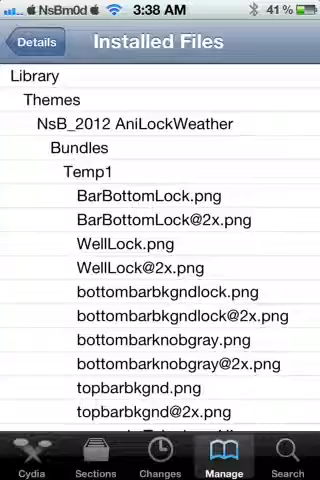 NsBm0d 3:38 AM 41%
Details Installed Files
Library
Themes
NsB_2012 AniLockWeather
Bundles
Temp1
BarBottomLock.png
BarBottomLock@2x.png
WellLock.png
WellLock@2x.png
bottombarbkgndlock.png
bottombarbkgndlock@2x.png
bottombarknobgray.png
bottombarknobgray@2x.png
topbarbkgnd.png
topbarbkgnd@2x.png
Cydia Sections Changes Manage Search